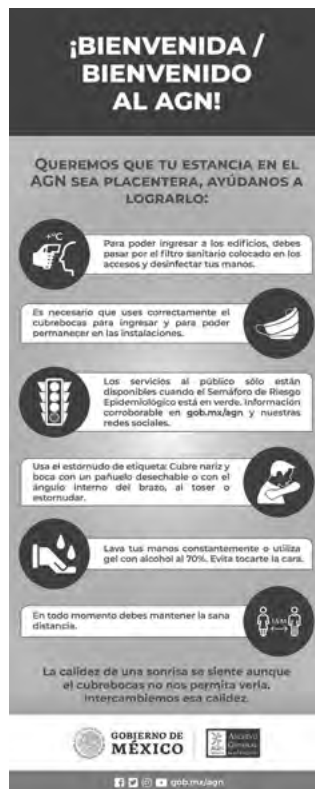 ¡BIENVENIDA /
BIENVENIDO
AL AGN!
QUEREMOS QUE TU ESTANCIA EN EL
AGN SEA PLACENTERA, AYÚDANOS A
LOGRARLO:
+°C
Para poder ingresar a los edificios, debes
pasar por el filtro sanitario colocado en los
accesos y desinfectar tus manos.
Es necesario que uses correctamente el
cubrebocas para ingresar y para poder
permanecer en las instalaciones.
Los servicios al público sólo están
disponibles cuando el Semáforo de Riesgo
Epidemiológico está en verde. Información
corroborable en gob.mx/agn y nuestras
redes sociales.
Usa el estornudo de etiqueta: Cubre nariz y
boca con un pañuelo desechable o con el
ángulo interno del brazo, al toser o
estornudar.
Lava tus manos constantemente o utiliza
gel con alcohol al 70%. Evita tocarte la cara.
En todo momento debes mantener la sana
distancia.
La calidez de una sonrisa se siente aunque
el cubrebocas no nos permita verla,
intercambiemos esa calidez.
GOBIERNO DE
MÉXICO
ARCHIVO
GENERAL
gob.mx/agn